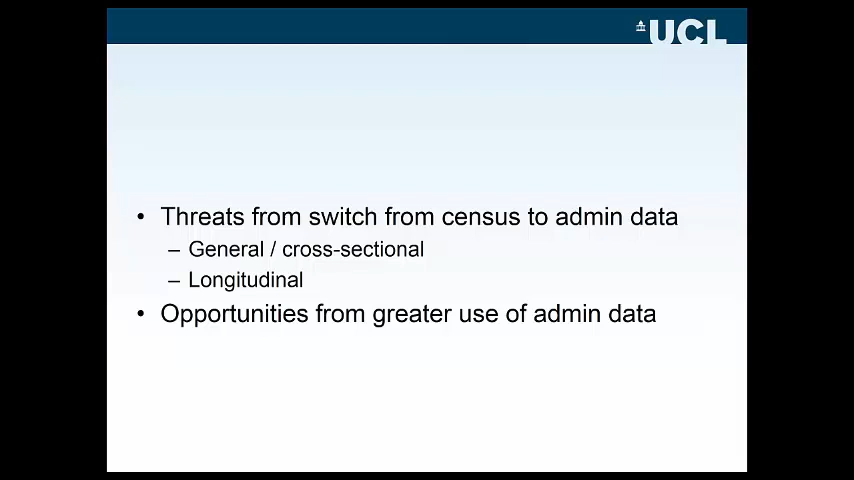 UCL
• Threats from switch from census to admin data
– General / cross-sectional
– Longitudinal
• Opportunities from greater use of admin data